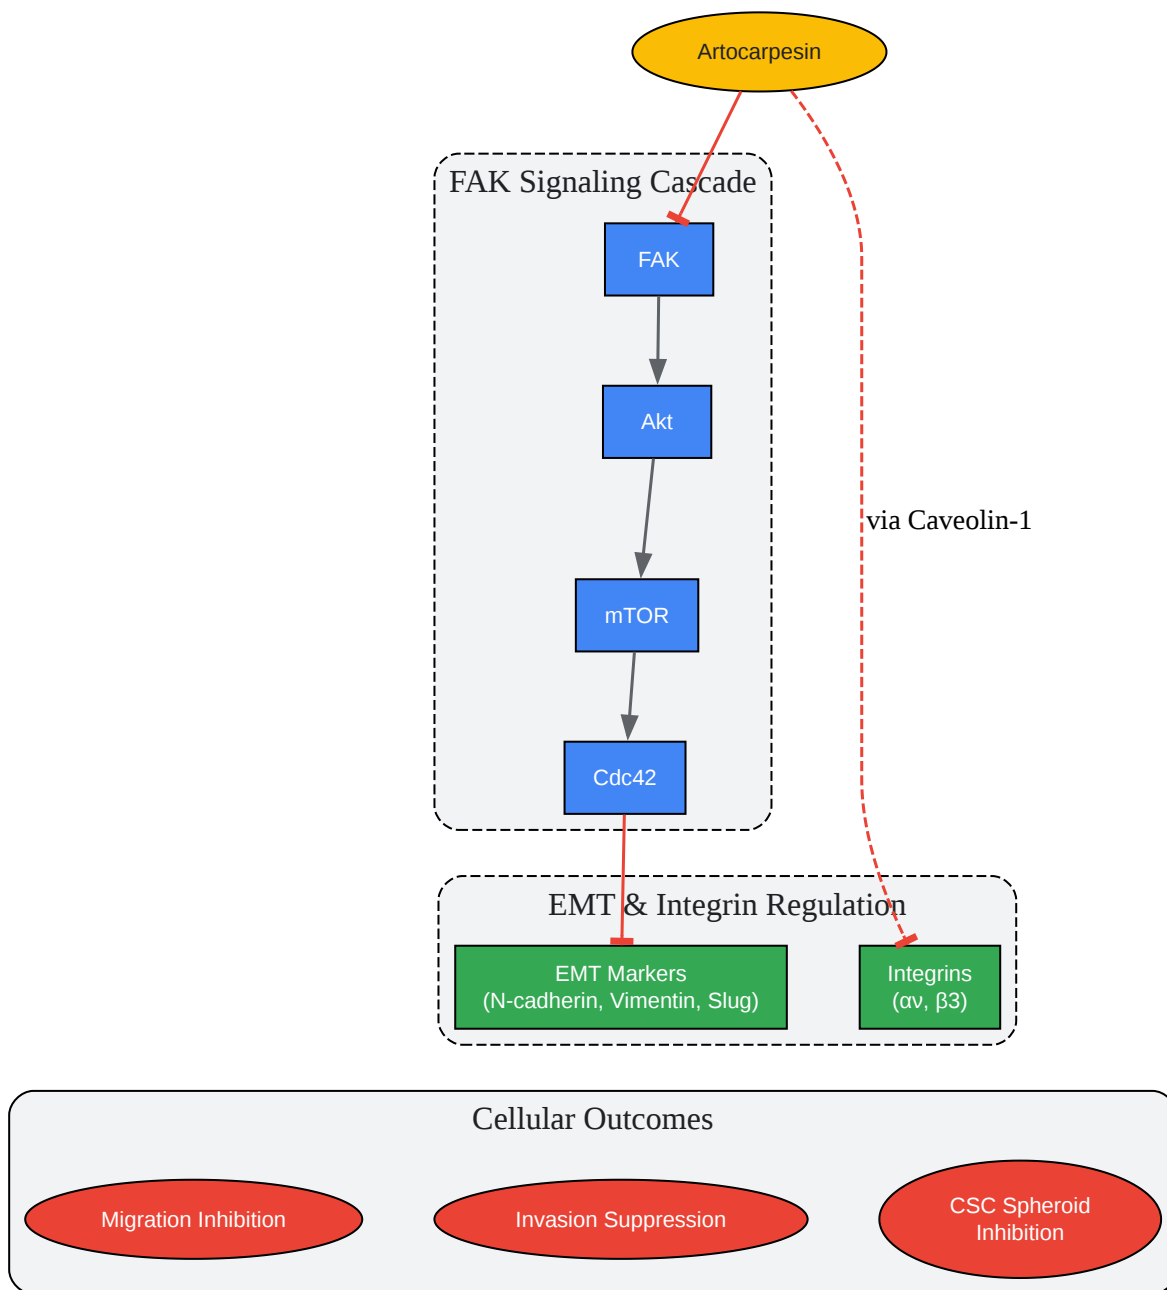 Artocarpesin
FAK Signaling Cascade
FAK
Akt
via Caveolin-1
mTOR
Cdc42
EMT & Integrin Regulation
EMT Markers
(N-cadherin, Vimentin, Slug)
Integrins
(αν, β3)
Cellular Outcomes
Migration Inhibition
Invasion Suppression
CSC Spheroid
Inhibition